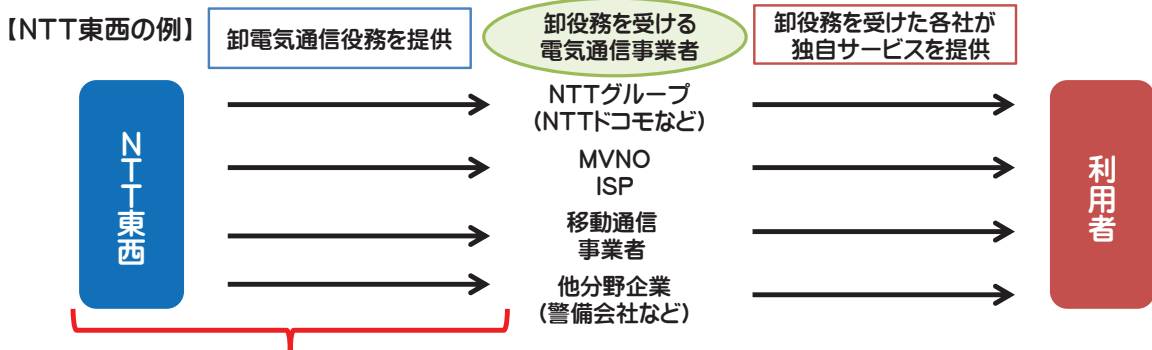 【NTT東西の例】
卸電気通信役務を提供
卸役務を受ける
電気通信事業者
卸役務を受けた各社が
独自サービスを提供
NTT東西
NTTグループ
(NTTドコモなど)
MVNO
ISP
移動通信
事業者
他分野企業
(警備会社など)
利用者